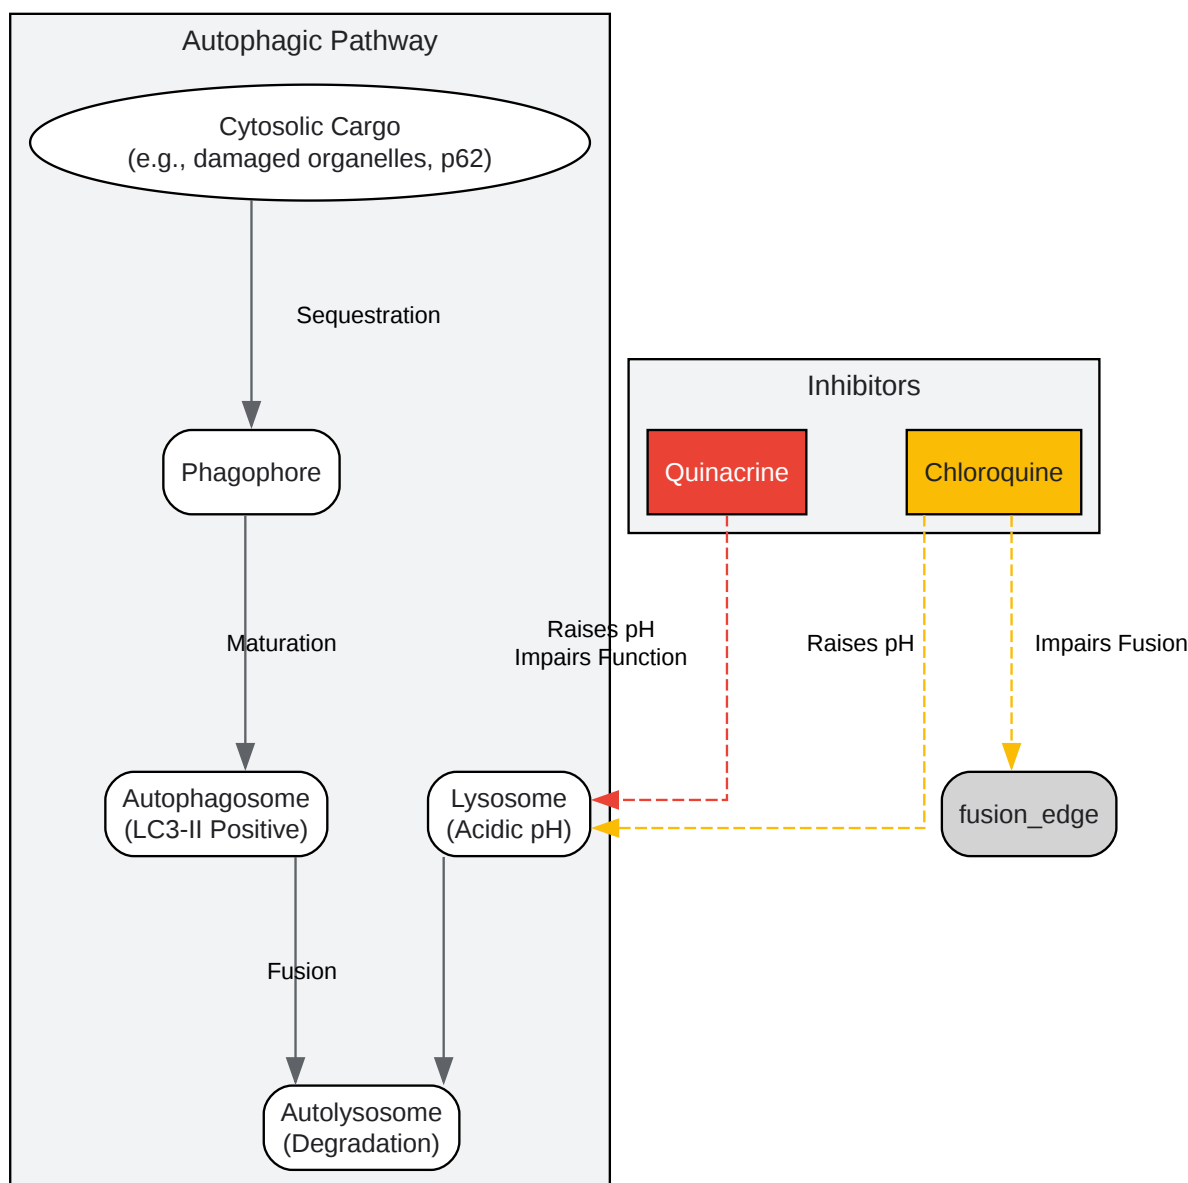 Autophagic Pathway
Cytosolic Cargo
(e.g., damaged organelles, p62)
Sequestration
Inhibitors
Phagophore
Quinacrine
Chloroquine
Maturation
Raises pH
Impairs Function
Raises pH
Impairs Fusion
Autophagosome
(LC3-II Positive)
Lysosome
(Acidic pH)
fusion_edge
Fusion
Autolysosome
(Degradation)